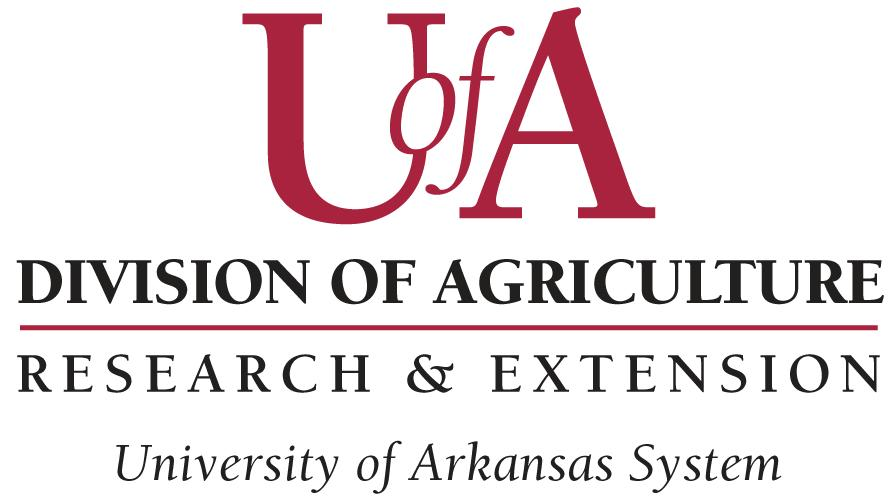 UofA
DIVISION OF AGRICULTURE
RESEARCH & EXTENSION
University of Arkansas System